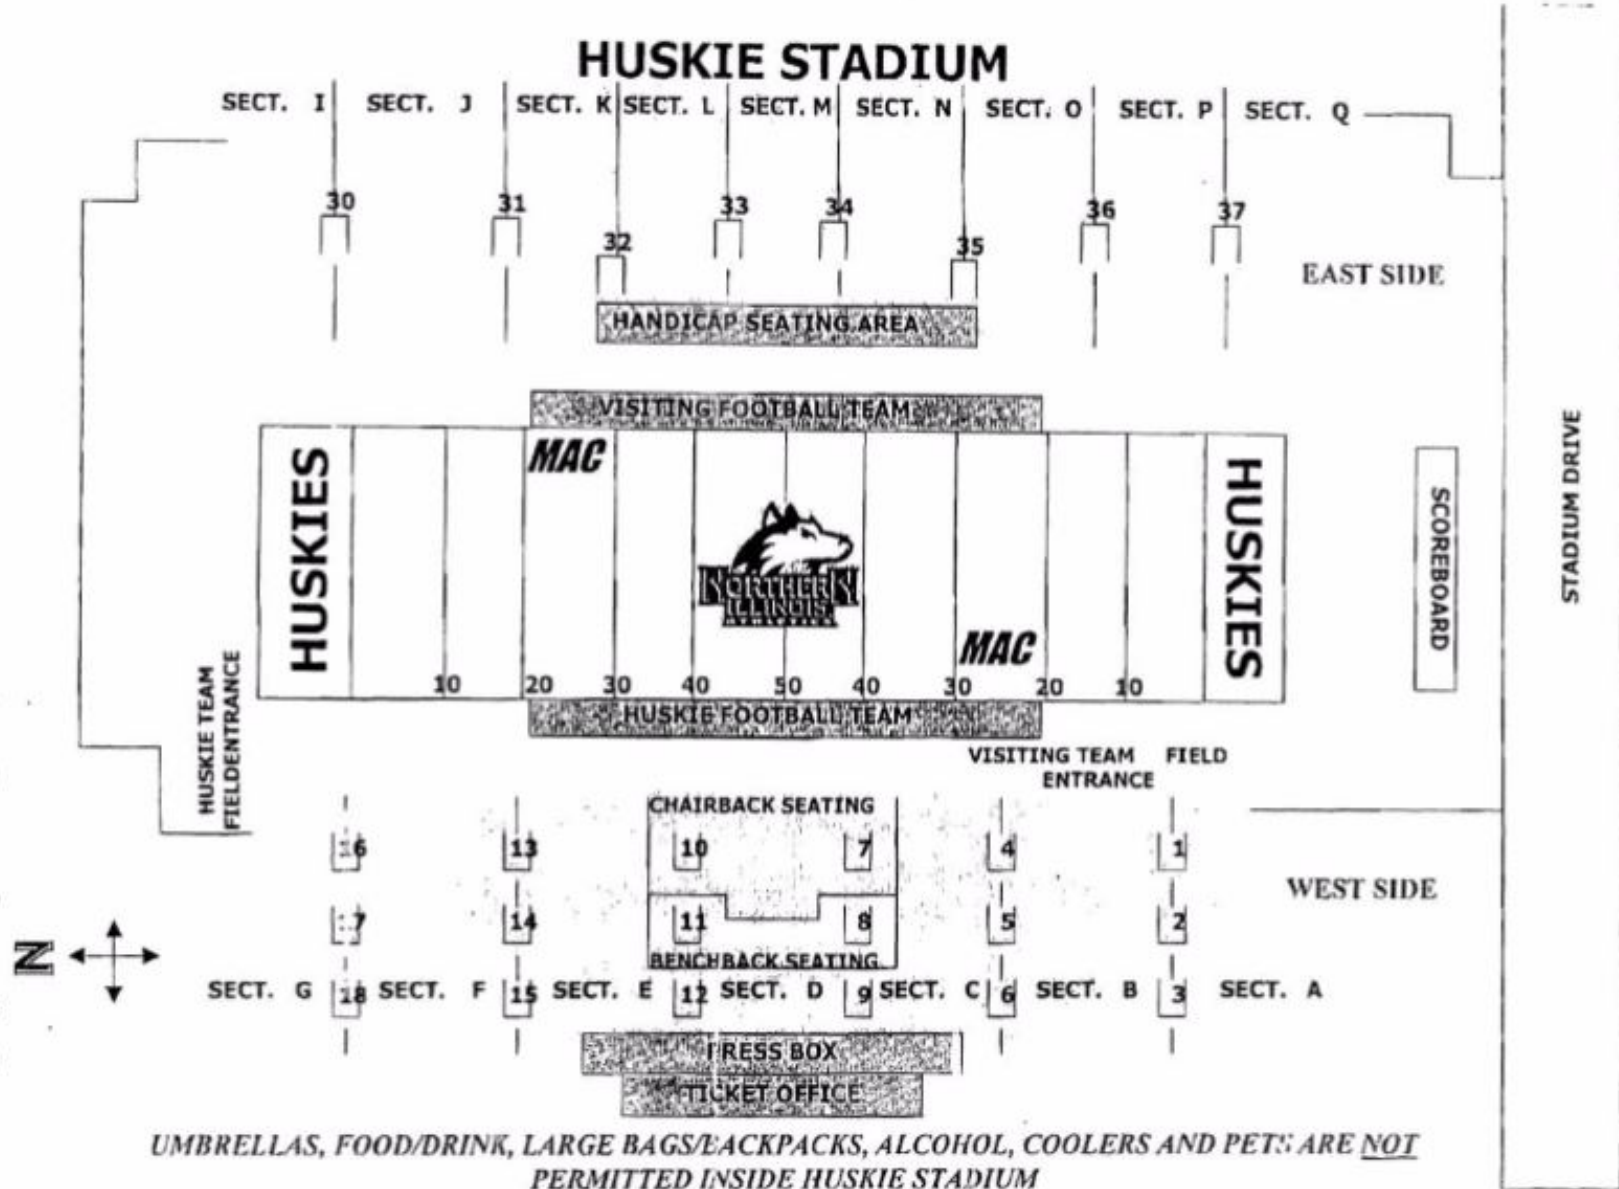 HUSKIE STADIUM
SECT. I SECT. J SECT. K SECT. L SECT. M SECT. N SECT. O SECT. P SECT. Q
30 31 33 34 36 37
32 35
EAST SIDE
HANDICAP SEATING AREA
VISITING FOOTBALL TEAM
MAC
HUSKIES
NORTHERN
ILLINOIS
ATHLETICS
HUSKIES
SCOREBOARD
STADIUM DRIVE
MAC
10 20 30 40 50 40 30 20 10
HUSKIE FOOTBALL TEAM
HUSKIE TEAM
FIELDENTRANCE
VISITING TEAM FIELD
ENTRANCE
CHAIRBACK SEATING
16 13 10 7 4 1
WEST SIDE
17 14 11 8 5 2
BENCHBACK SEATING
N
SECT. G 18 SECT. F 15 SECT. E 12 SECT. D 9 SECT. C 6 SECT. B 3 SECT. A
PRESS BOX
TICKET OFFICE
UMBRELLAS, FOOD/DRINK, LARGE BAGS/BACKPACKS, ALCOHOL, COOLERS AND PETS ARE NOT
PERMITTED INSIDE HUSKIE STADIUM